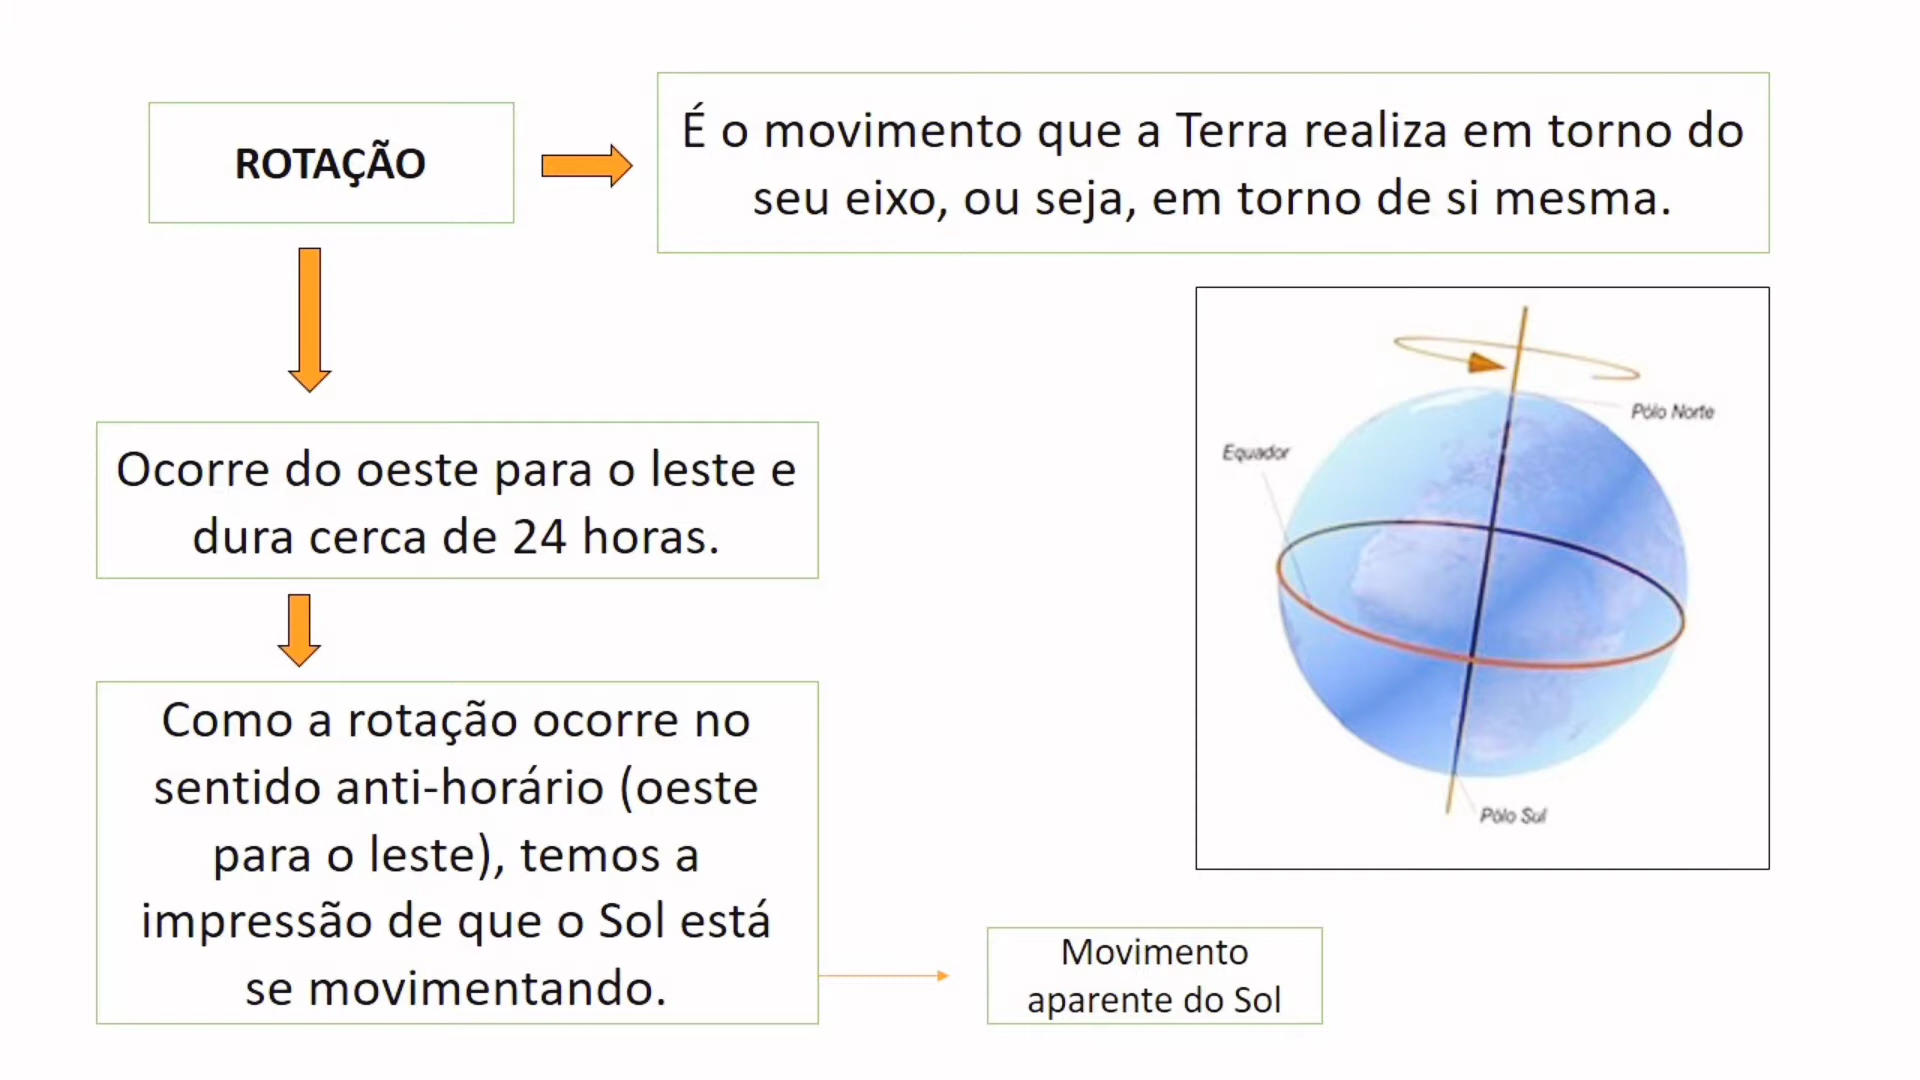 ROTAÇÃO
É o movimento que a Terra realiza em torno do
seu eixo, ou seja, em torno de si mesma.
Ocorre do oeste para o leste e
dura cerca de 24 horas.
Como a rotação ocorre no
sentido anti-horário (oeste
para o leste), temos a
impressão de que o Sol está
se movimentando.
Movimento
aparente do Sol
Pólo Norte
Equador
Pólo Sul